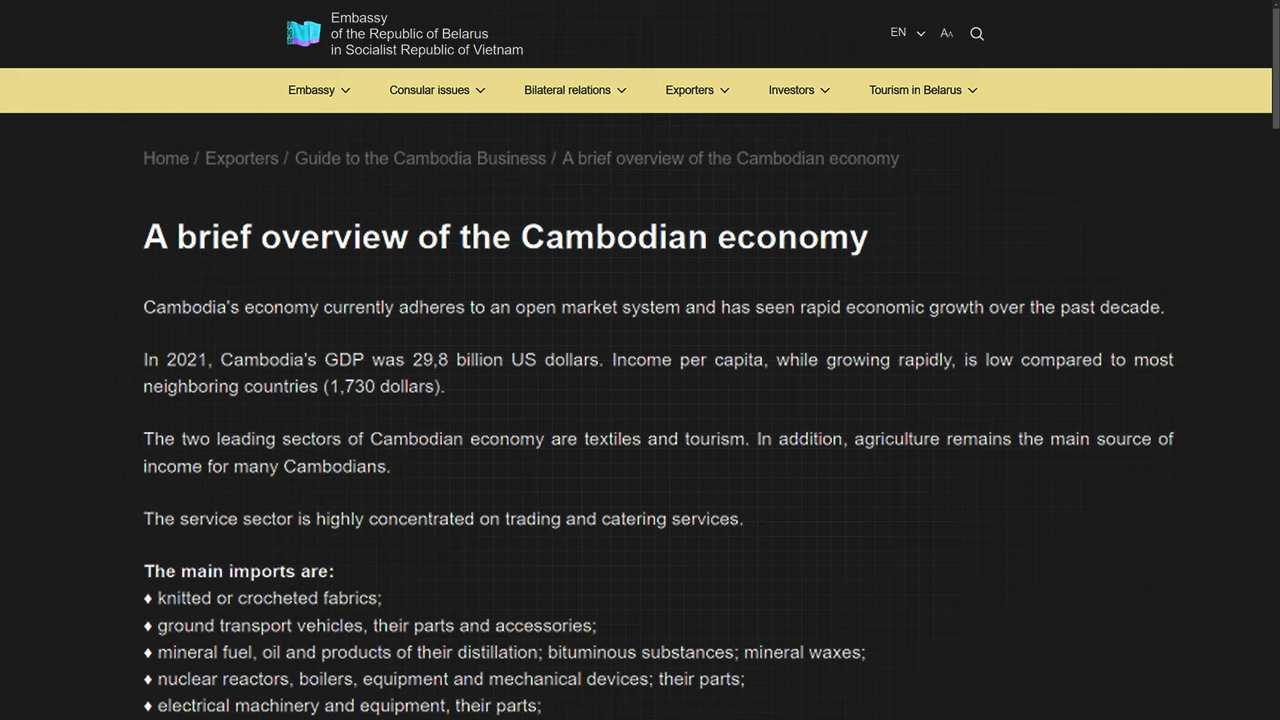 Embassy
of the Republic of Belarus
in Socialist Republic of Vietnam
EN
AA
Embassy
Consular issues
Bilateral relations
Exporters
Investors
Tourism in Belarus
Home / Exporters / Guide to the Cambodia Business / A brief overview of the Cambodian economy
A brief overview of the Cambodian economy
Cambodia's economy currently adheres to an open market system and has seen rapid economic growth over the past decade.
In 2021, Cambodia's GDP was 29,8 billion US dollars. Income per capita, while growing rapidly, is low compared to most
neighboring countries (1,730 dollars).
The two leading sectors of Cambodian economy are textiles and tourism. In addition, agriculture remains the main source of
income for many Cambodians.
The service sector is highly concentrated on trading and catering services.
The main imports are:
♦ knitted or crocheted fabrics;
♦ ground transport vehicles, their parts and accessories;
♦ mineral fuel, oil and products of their distillation; bituminous substances; mineral waxes;
♦ nuclear reactors, boilers, equipment and mechanical devices; their parts;
♦ electrical machinery and equipment, their parts;